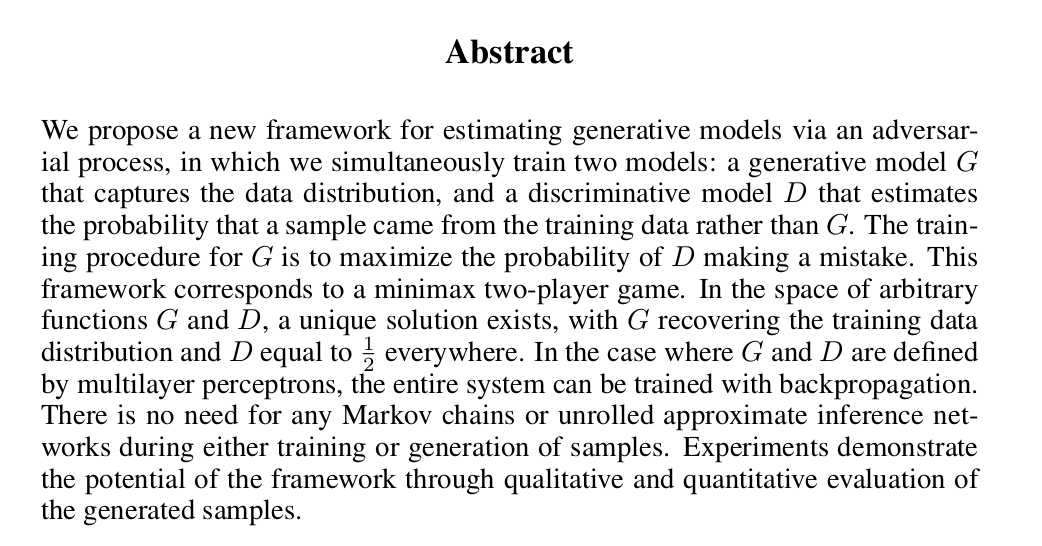 Abstract
We propose a new framework for estimating generative models via an adversar-
ial process, in which we simultaneously train two models: a generative model G
that captures the data distribution, and a discriminative model D that estimates
the probability that a sample came from the training data rather than G. The train-
ing procedure for G is to maximize the probability of D making a mistake. This
framework corresponds to a minimax two-player game. In the space of arbitrary
functions G and D, a unique solution exists, with G recovering the training data
distribution and D equal to 1/2 everywhere. In the case where G and D are defined
by multilayer perceptrons, the entire system can be trained with backpropagation.
There is no need for any Markov chains or unrolled approximate inference net-
works during either training or generation of samples. Experiments demonstrate
the potential of the framework through qualitative and quantitative evaluation of
the generated samples.